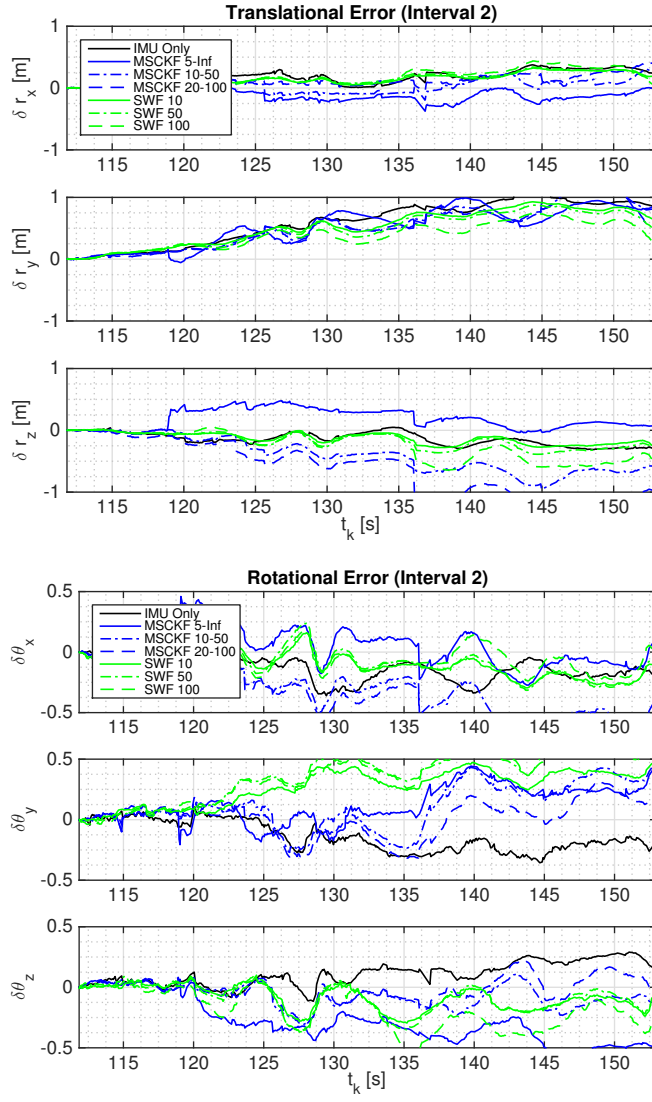 Translational Error (Interval 2)
1
0
-1
δ r_x [m]
IMU Only
MSCKF 5-Inf
MSCKF 10-50
MSCKF 20-100
SWF 10
SWF 50
SWF 100
115 120 125 130 135 140 145 150
1
0
-1
δ r_y [m]
115 120 125 130 135 140 145 150
1
0
-1
δ r_z [m]
115 120 125 130 135 140 145 150
t_k [s]
Rotational Error (Interval 2)
0.5
0
-0.5
δθ_x
IMU Only
MSCKF 5-Inf
MSCKF 10-50
MSCKF 20-100
SWF 10
SWF 50
SWF 100
115 120 125 130 135 140 145 150
0.5
0
-0.5
δθ_y
115 120 125 130 135 140 145 150
0.5
0
-0.5
δθ_z
115 120 125 130 135 140 145 150
t_k [s]